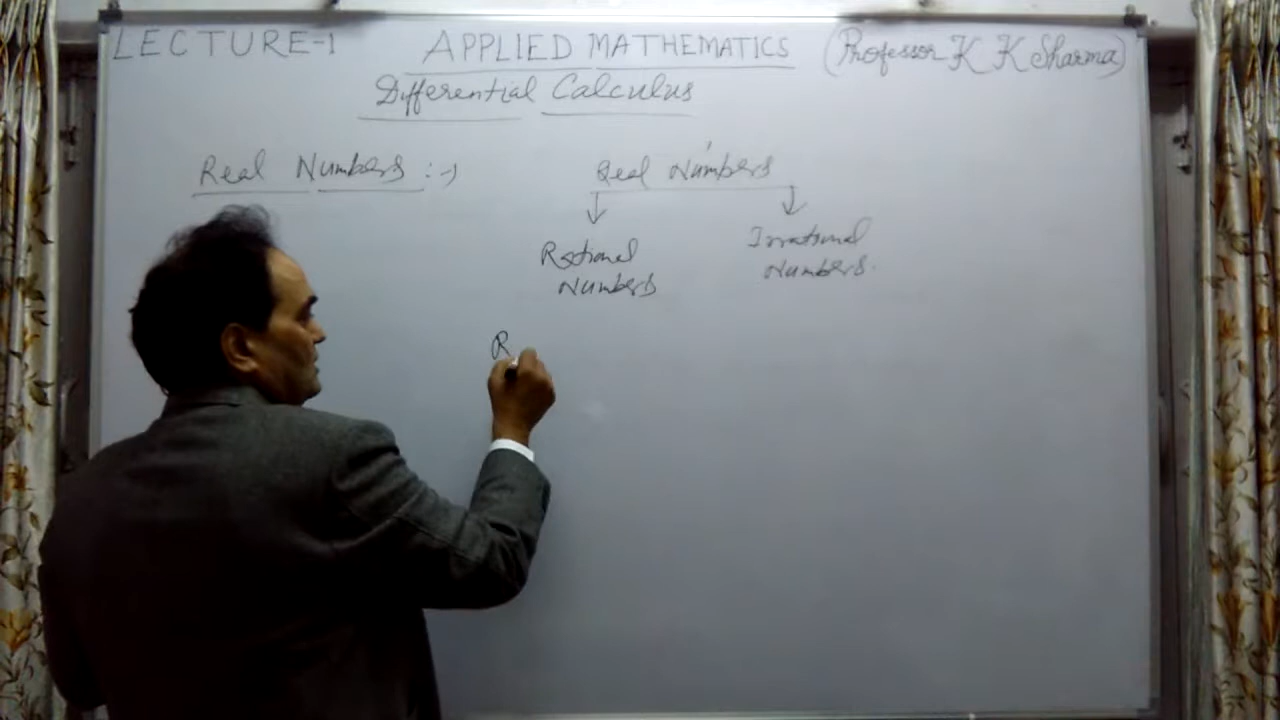 LECTURE-1 APPLIED MATHEMATICS (Professor K K Sharma)
Differential Calculus
Real Numbers :-)
Real Numbers
Rational
Numbers
Irrational
Numbers.
R